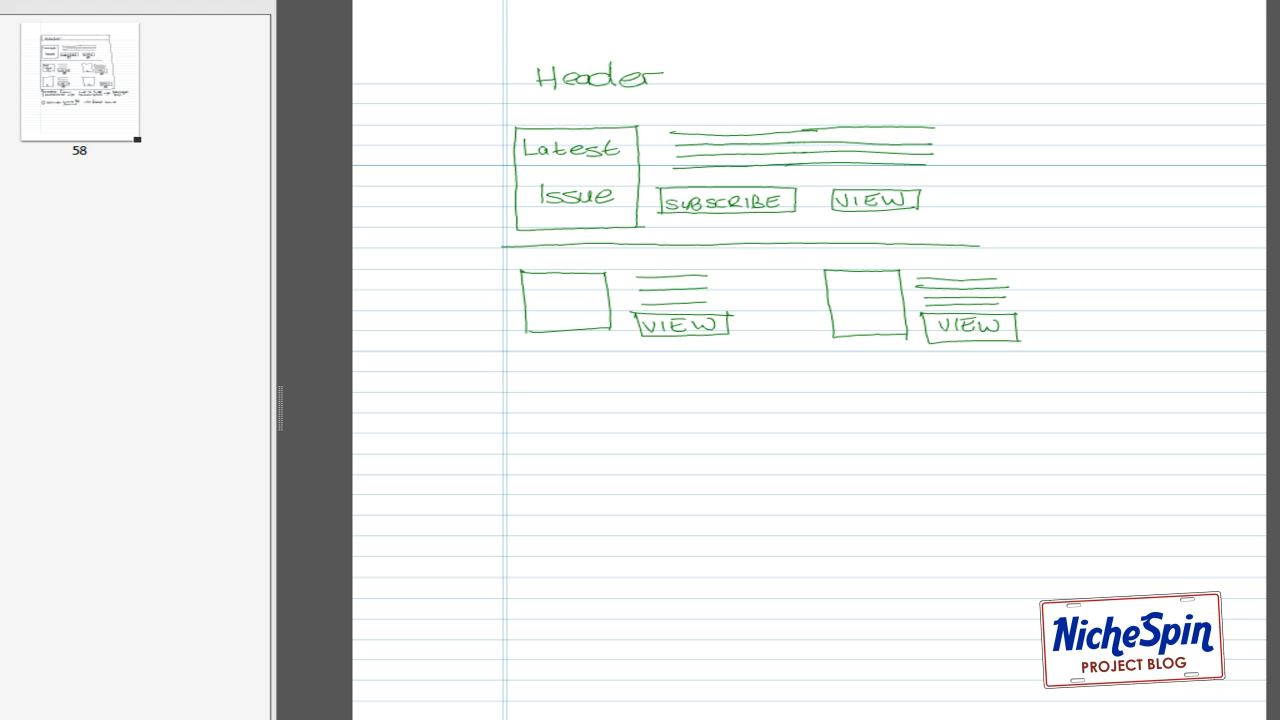 Header
Latest
Issue
SUBSCRIBE
VIEW
VIEW
VIEW
58
NicheSpin
PROJECT BLOG